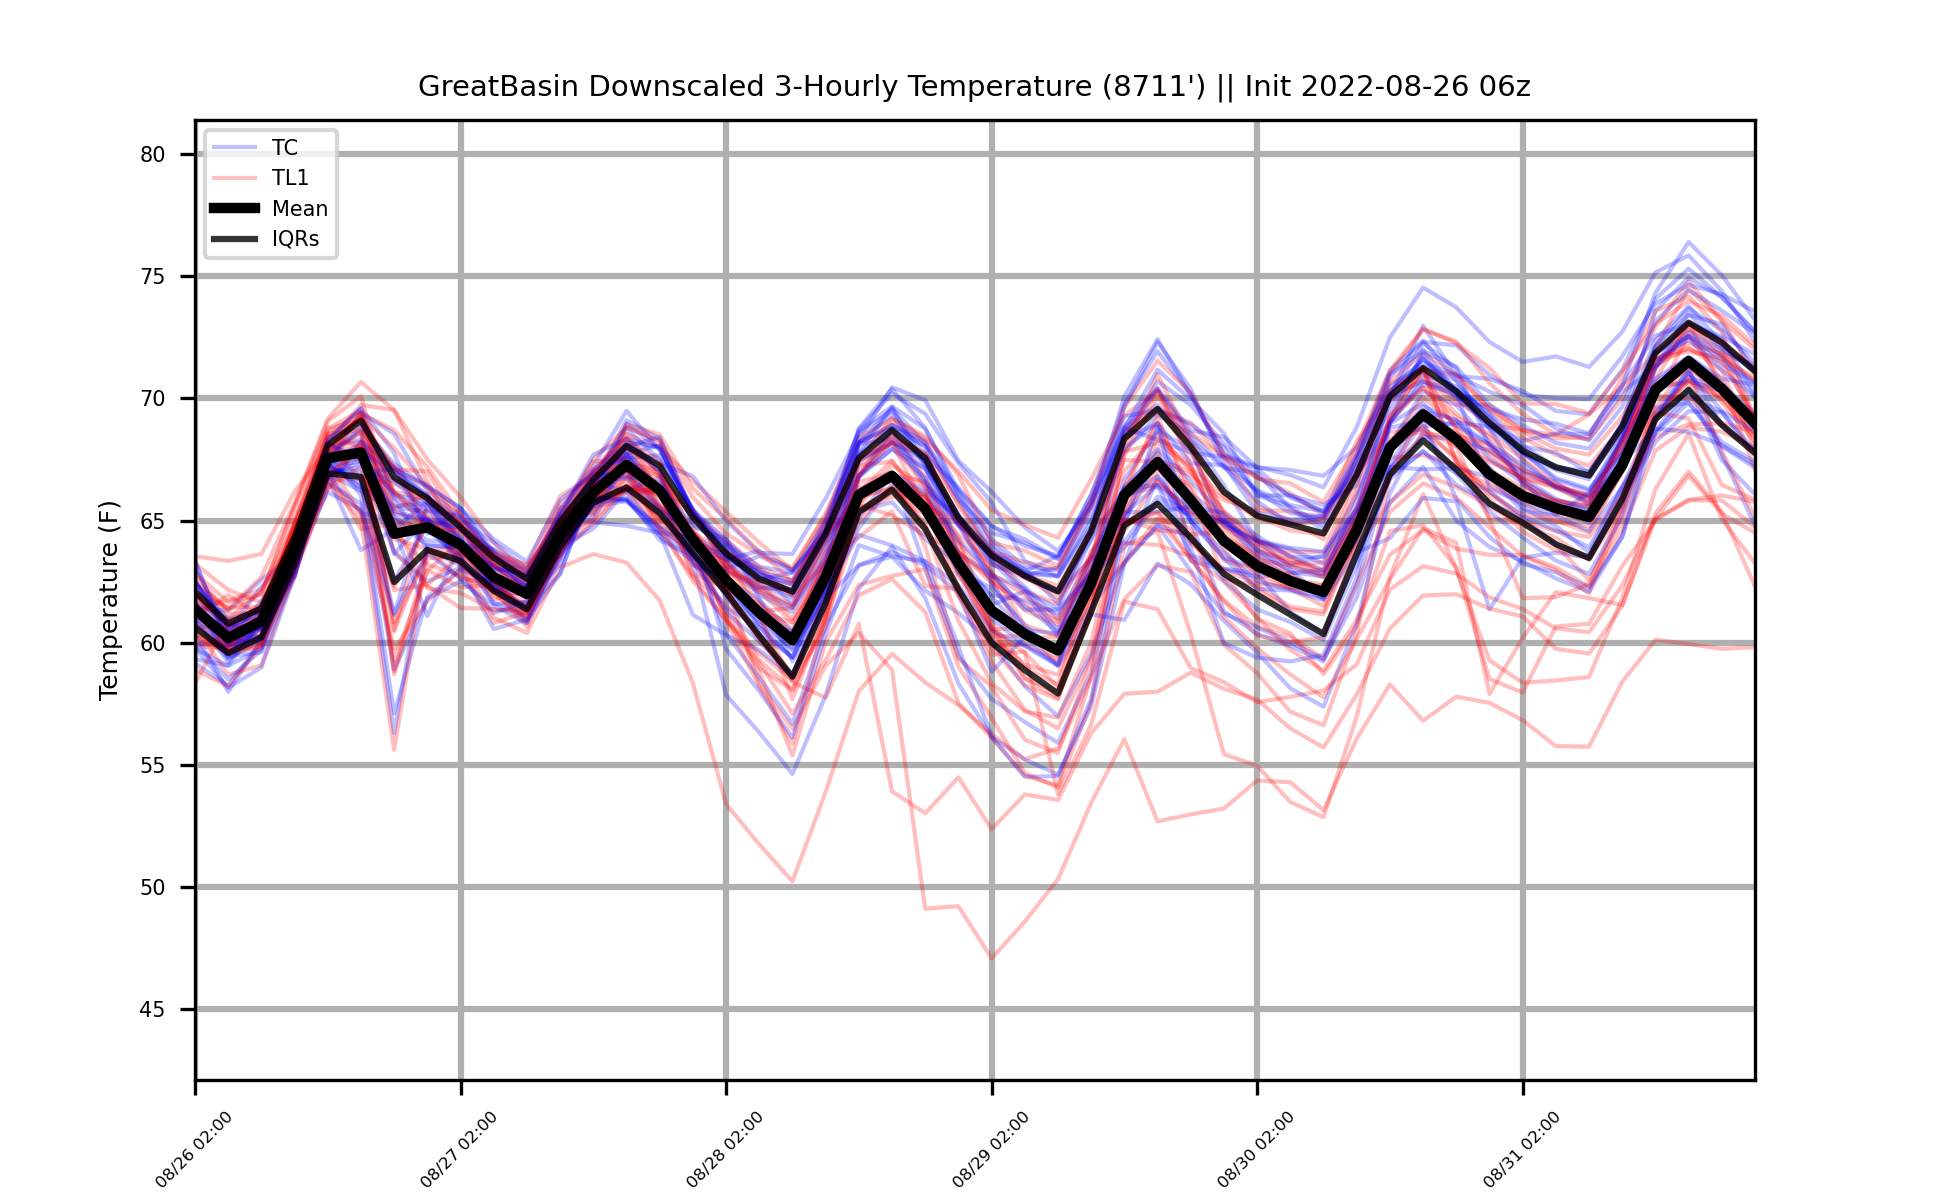 GreatBasin Downscaled 3-Hourly Temperature (8711') || Init 2022-08-26 06z
TC
TL1
Mean
IQRs
Temperature (F)
80
75
70
65
60
55
50
45
08/26 02:00
08/27 02:00
08/28 02:00
08/29 02:00
08/30 02:00
08/31 02:00